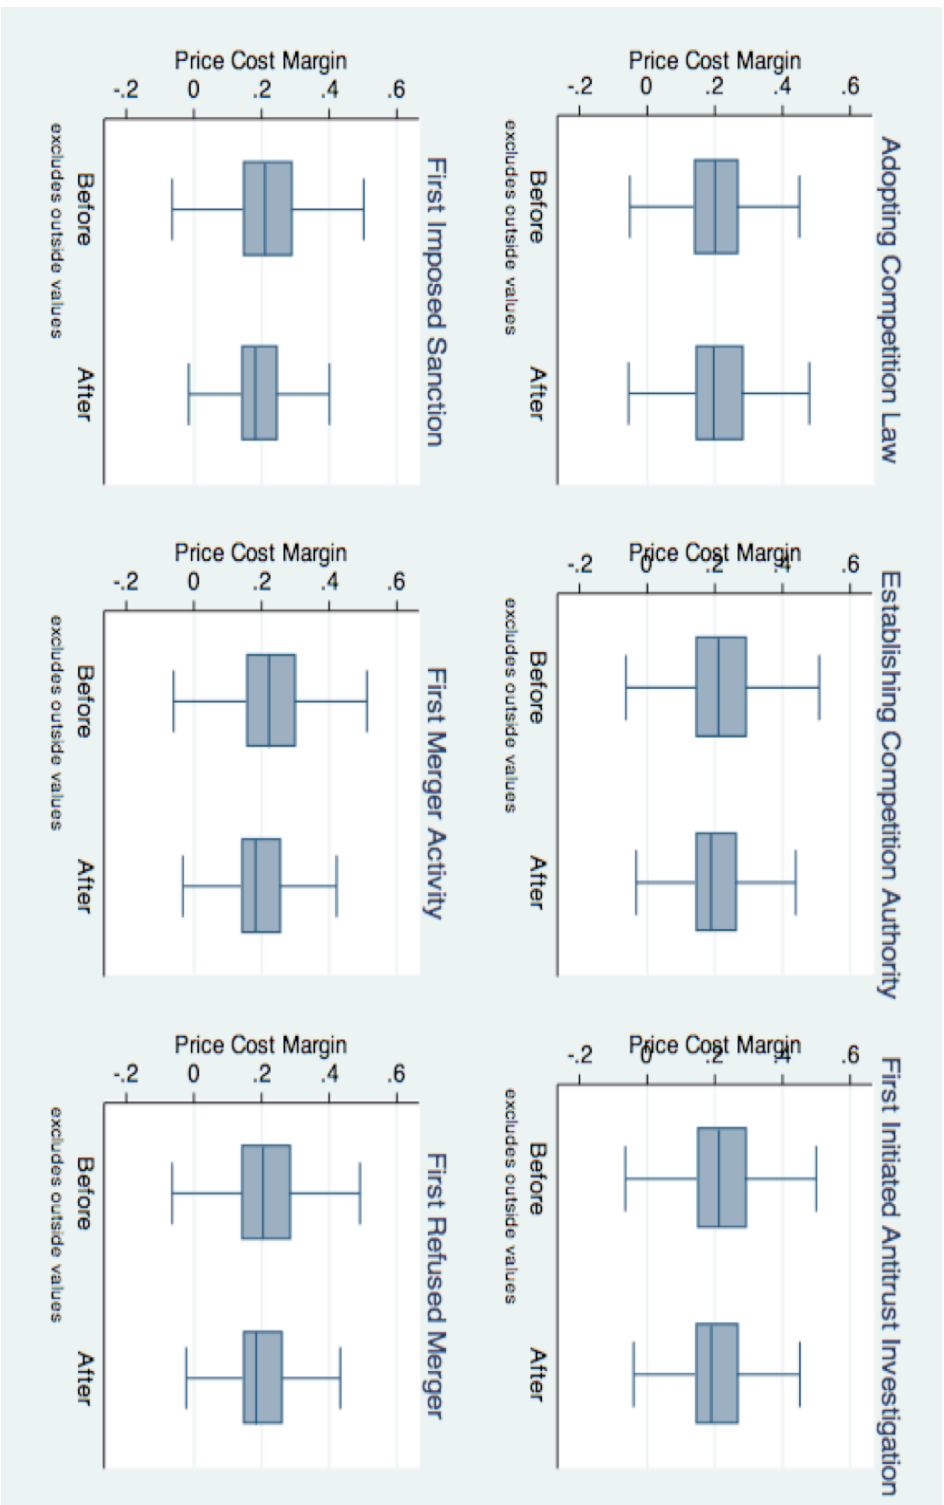 Adopting Competition Law
Price Cost Margin
-.2 0 .2 .4 .6
Before After
excludes outside values
Establishing Competition Authority
Price Cost Margin
-.2 0 .2 .4 .6
Before After
excludes outside values
First Initiated Antitrust Investigation
Price Cost Margin
-.2 0 .2 .4 .6
Before After
excludes outside values
First Imposed Sanction
Price Cost Margin
-.2 0 .2 .4 .6
Before After
excludes outside values
First Merger Activity
Price Cost Margin
-.2 0 .2 .4 .6
Before After
excludes outside values
First Refused Merger
Price Cost Margin
-.2 0 .2 .4 .6
Before After
excludes outside values